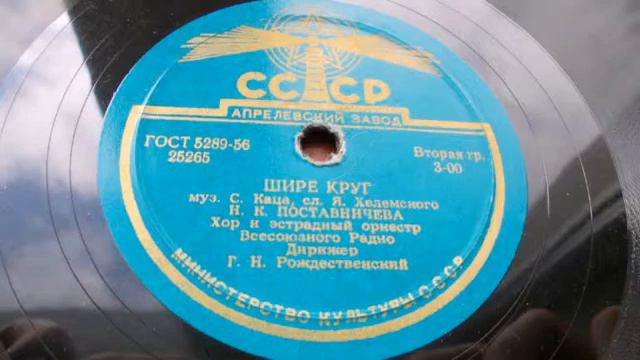 СССР
АПРЕЛЕВСКИЙ ЗАВОД
ГОСТ 5289-56
25265
Вторая гр.
3-00
ШИРЕ КРУГ
муз. С. Каца, сл. Я. Хелемского
Н. К. ПОСТАВНИЧЕВА
Хор и эстрадный оркестр
Всесоюзного Радио
Дирижер
Г. Н. Рождественский
МИНИСТЕРСТВО КУЛЬТУРЫ СССР